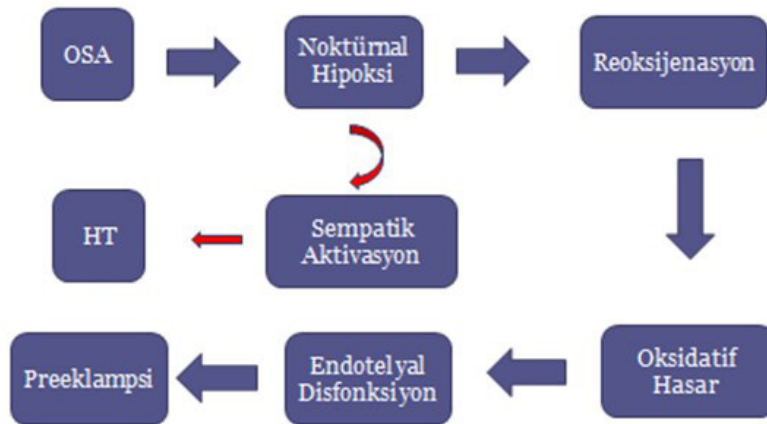 OSA
Noktürnal
Hipoksi
Reoksijenasyon
HT
Sempatik
Aktivasyon
Preeklampsi
Endotelyal
Disfonksiyon
Oksidatif
Hasar